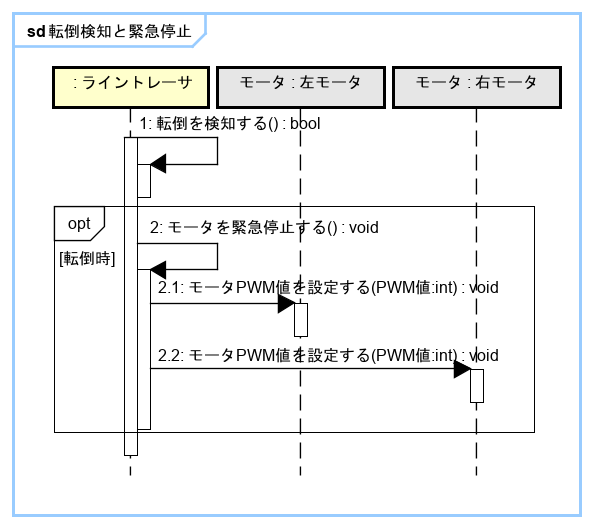 sd 転倒検知と緊急停止
: ライントレーサ
モータ : 左モータ
モータ : 右モータ
1: 転倒を検知する() : bool
opt
2: モータを緊急停止する() : void
[転倒時]
2.1: モータPWM値を設定する(PWM値:int) : void
2.2: モータPWM値を設定する(PWM値:int) : void